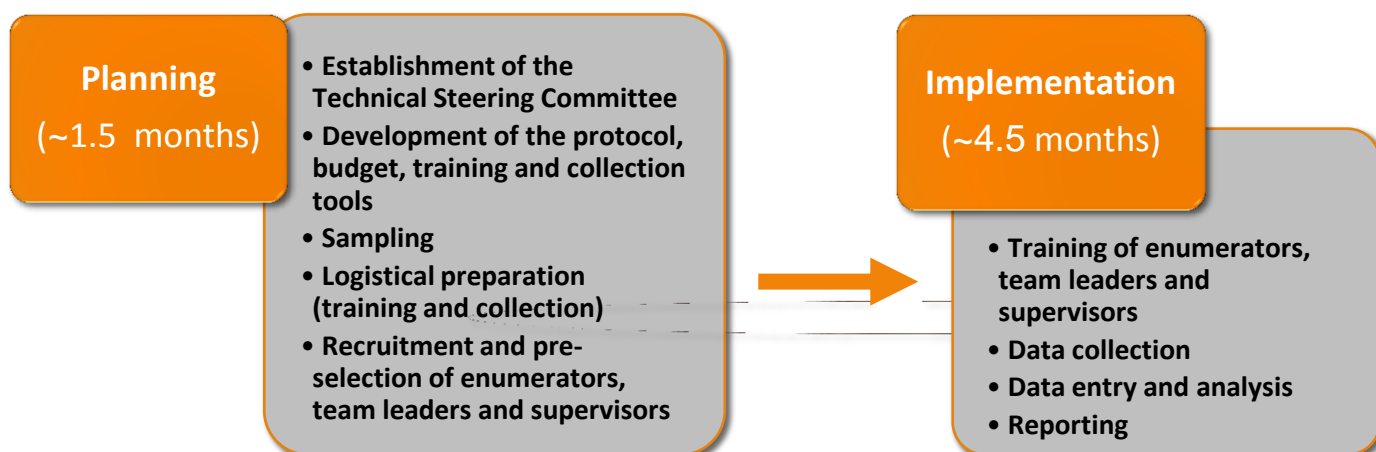 Planning
(~1.5 months)
• Establishment of the
Technical Steering Committee
• Development of the protocol,
budget, training and collection
tools
• Sampling
• Logistical preparation
(training and collection)
• Recruitment and pre-
selection of enumerators,
team leaders and supervisors
Implementation
(~4.5 months)
• Training of enumerators,
team leaders and
supervisors
• Data collection
• Data entry and analysis
• Reporting